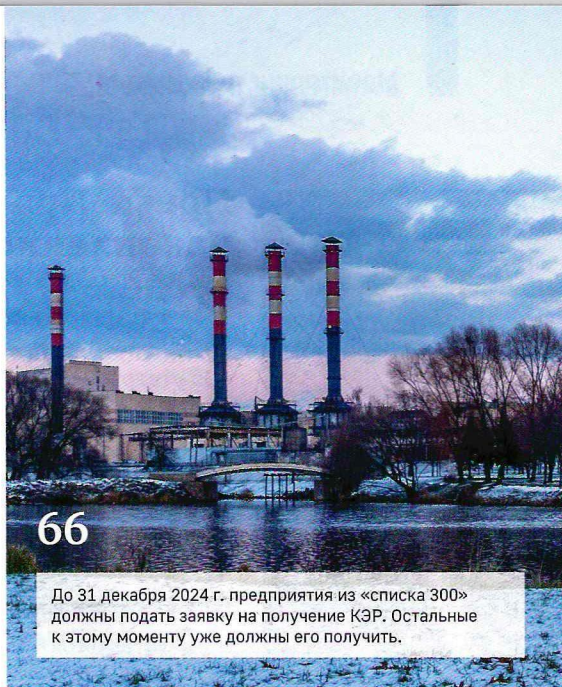 66
До 31 декабря 2024 г. предприятия из «списка 300»
должны подать заявку на получение КЭР. Остальные
к этому моменту уже должны его получить.